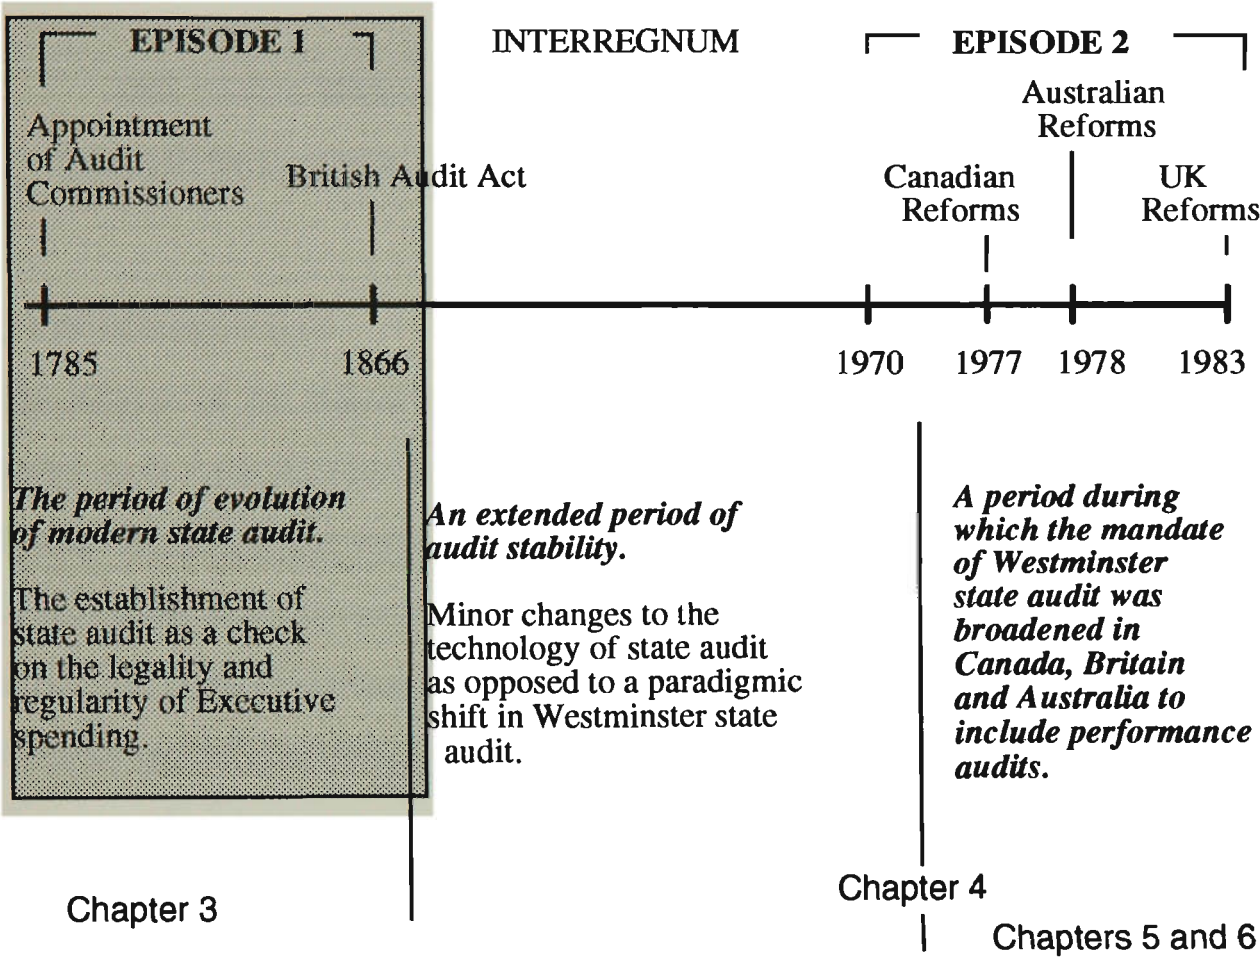 EPISODE 1
INTERREGNUM
EPISODE 2
Appointment
of Audit
Commissioners
British Audit Act
Canadian
Reforms
Australian
Reforms
UK
Reforms
1785
1866
1970
1977
1978
1983
The period of evolution
of modern state audit.
The establishment of
state audit as a check
on the legality and
regularity of Executive
spending.
An extended period of
audit stability.
Minor changes to the
technology of state audit
as opposed to a paradigmic
shift in Westminster state
audit.
A period during
which the mandate
of Westminster
state audit was
broadened in
Canada, Britain
and Australia to
include performance
audits.
Chapter 3
Chapter 4
Chapters 5 and 6